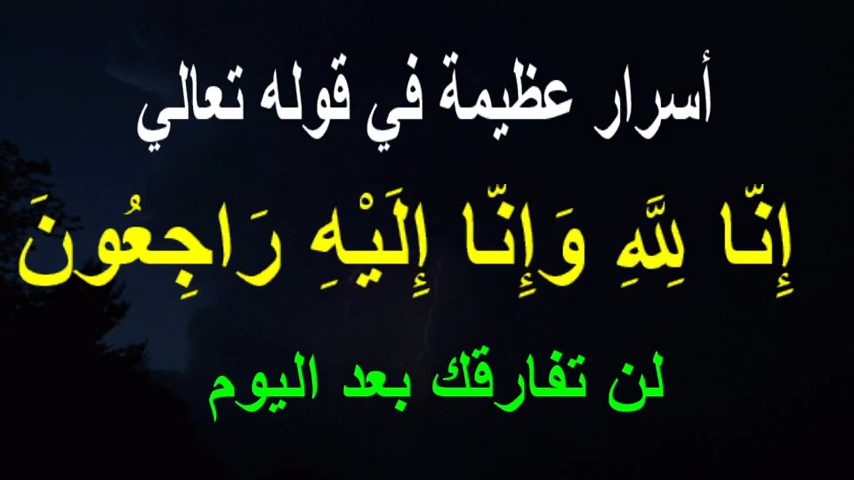 أسرار عظيمة في قوله تعالي
إِنّا لِلَّهِ وَإِنّا إِلَيْهِ رَاجِعُونَ
لن تفارقك بعد اليوم